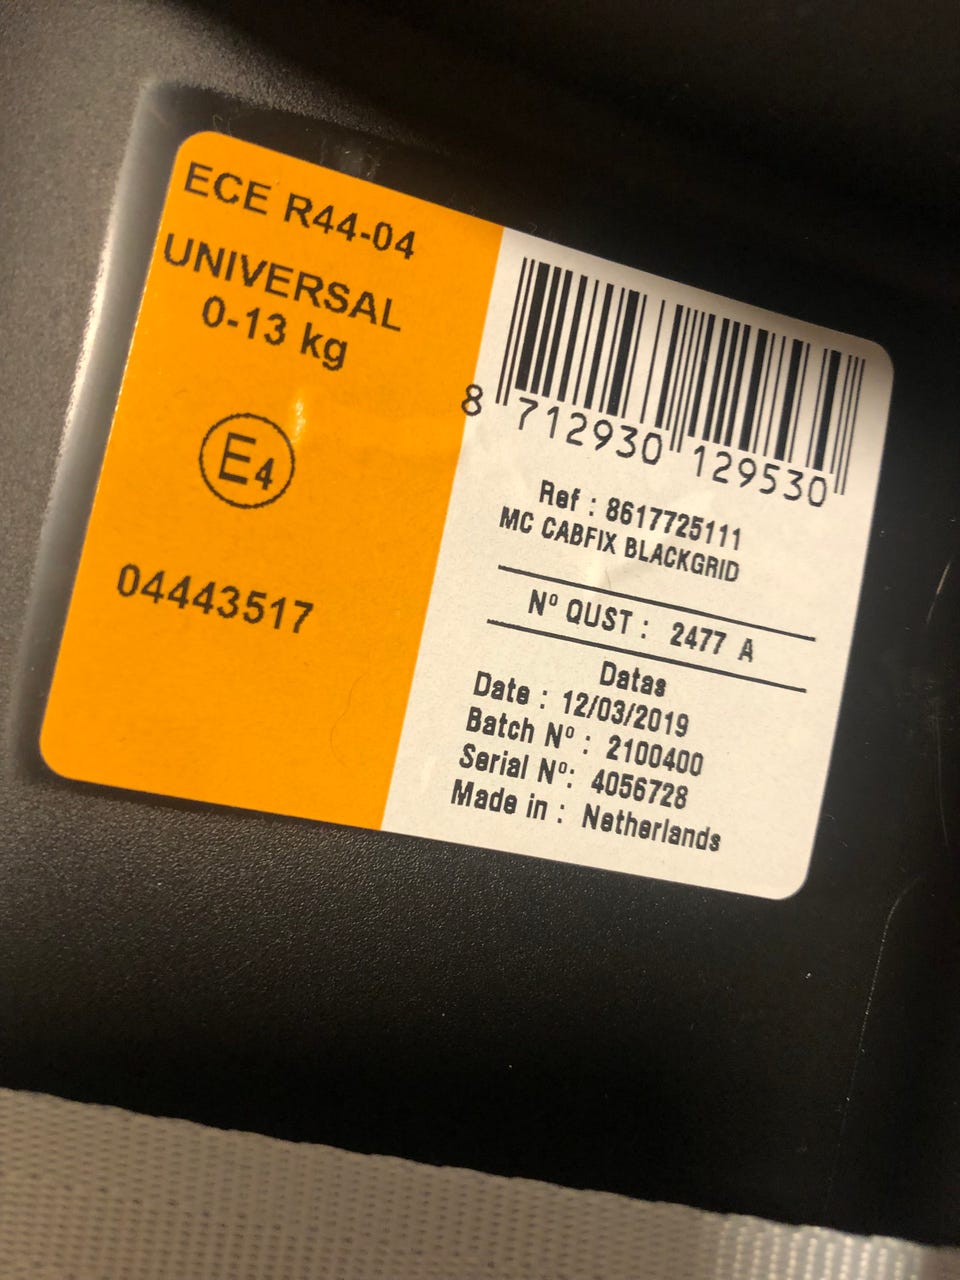 ECE R44-04
UNIVERSAL
0-13 kg
E4
04443517
8 712930 129530
Ref : 8617725111
MC CABFIX BLACKGRID
Nº QUST : 2477 A
Datas
Date : 12/03/2019
Batch Nº : 2100400
Serial Nº: 4056728
Made in : Netherlands